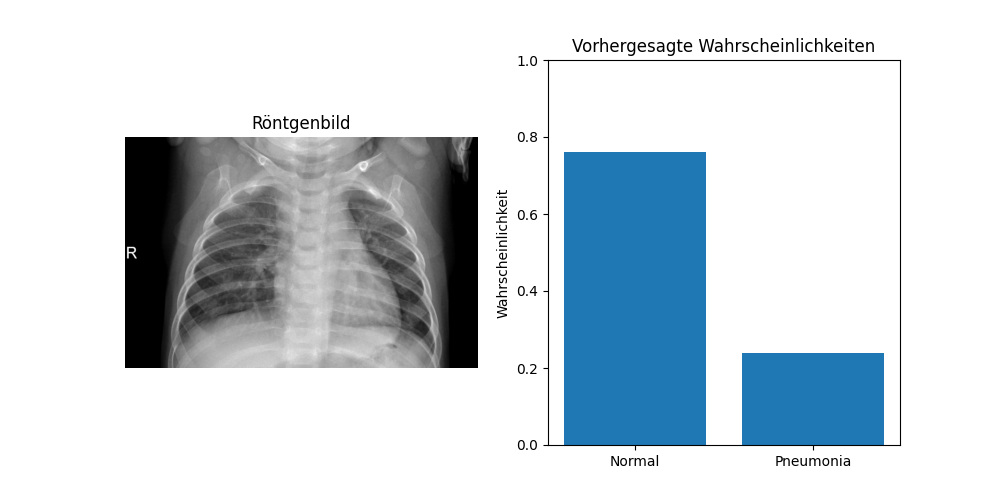 Röntgenbild
R
Vorhergesagte Wahrscheinlichkeiten
Wahrscheinlichkeit
1.0
0.8
0.6
0.4
0.2
0.0
Normal
Pneumonia